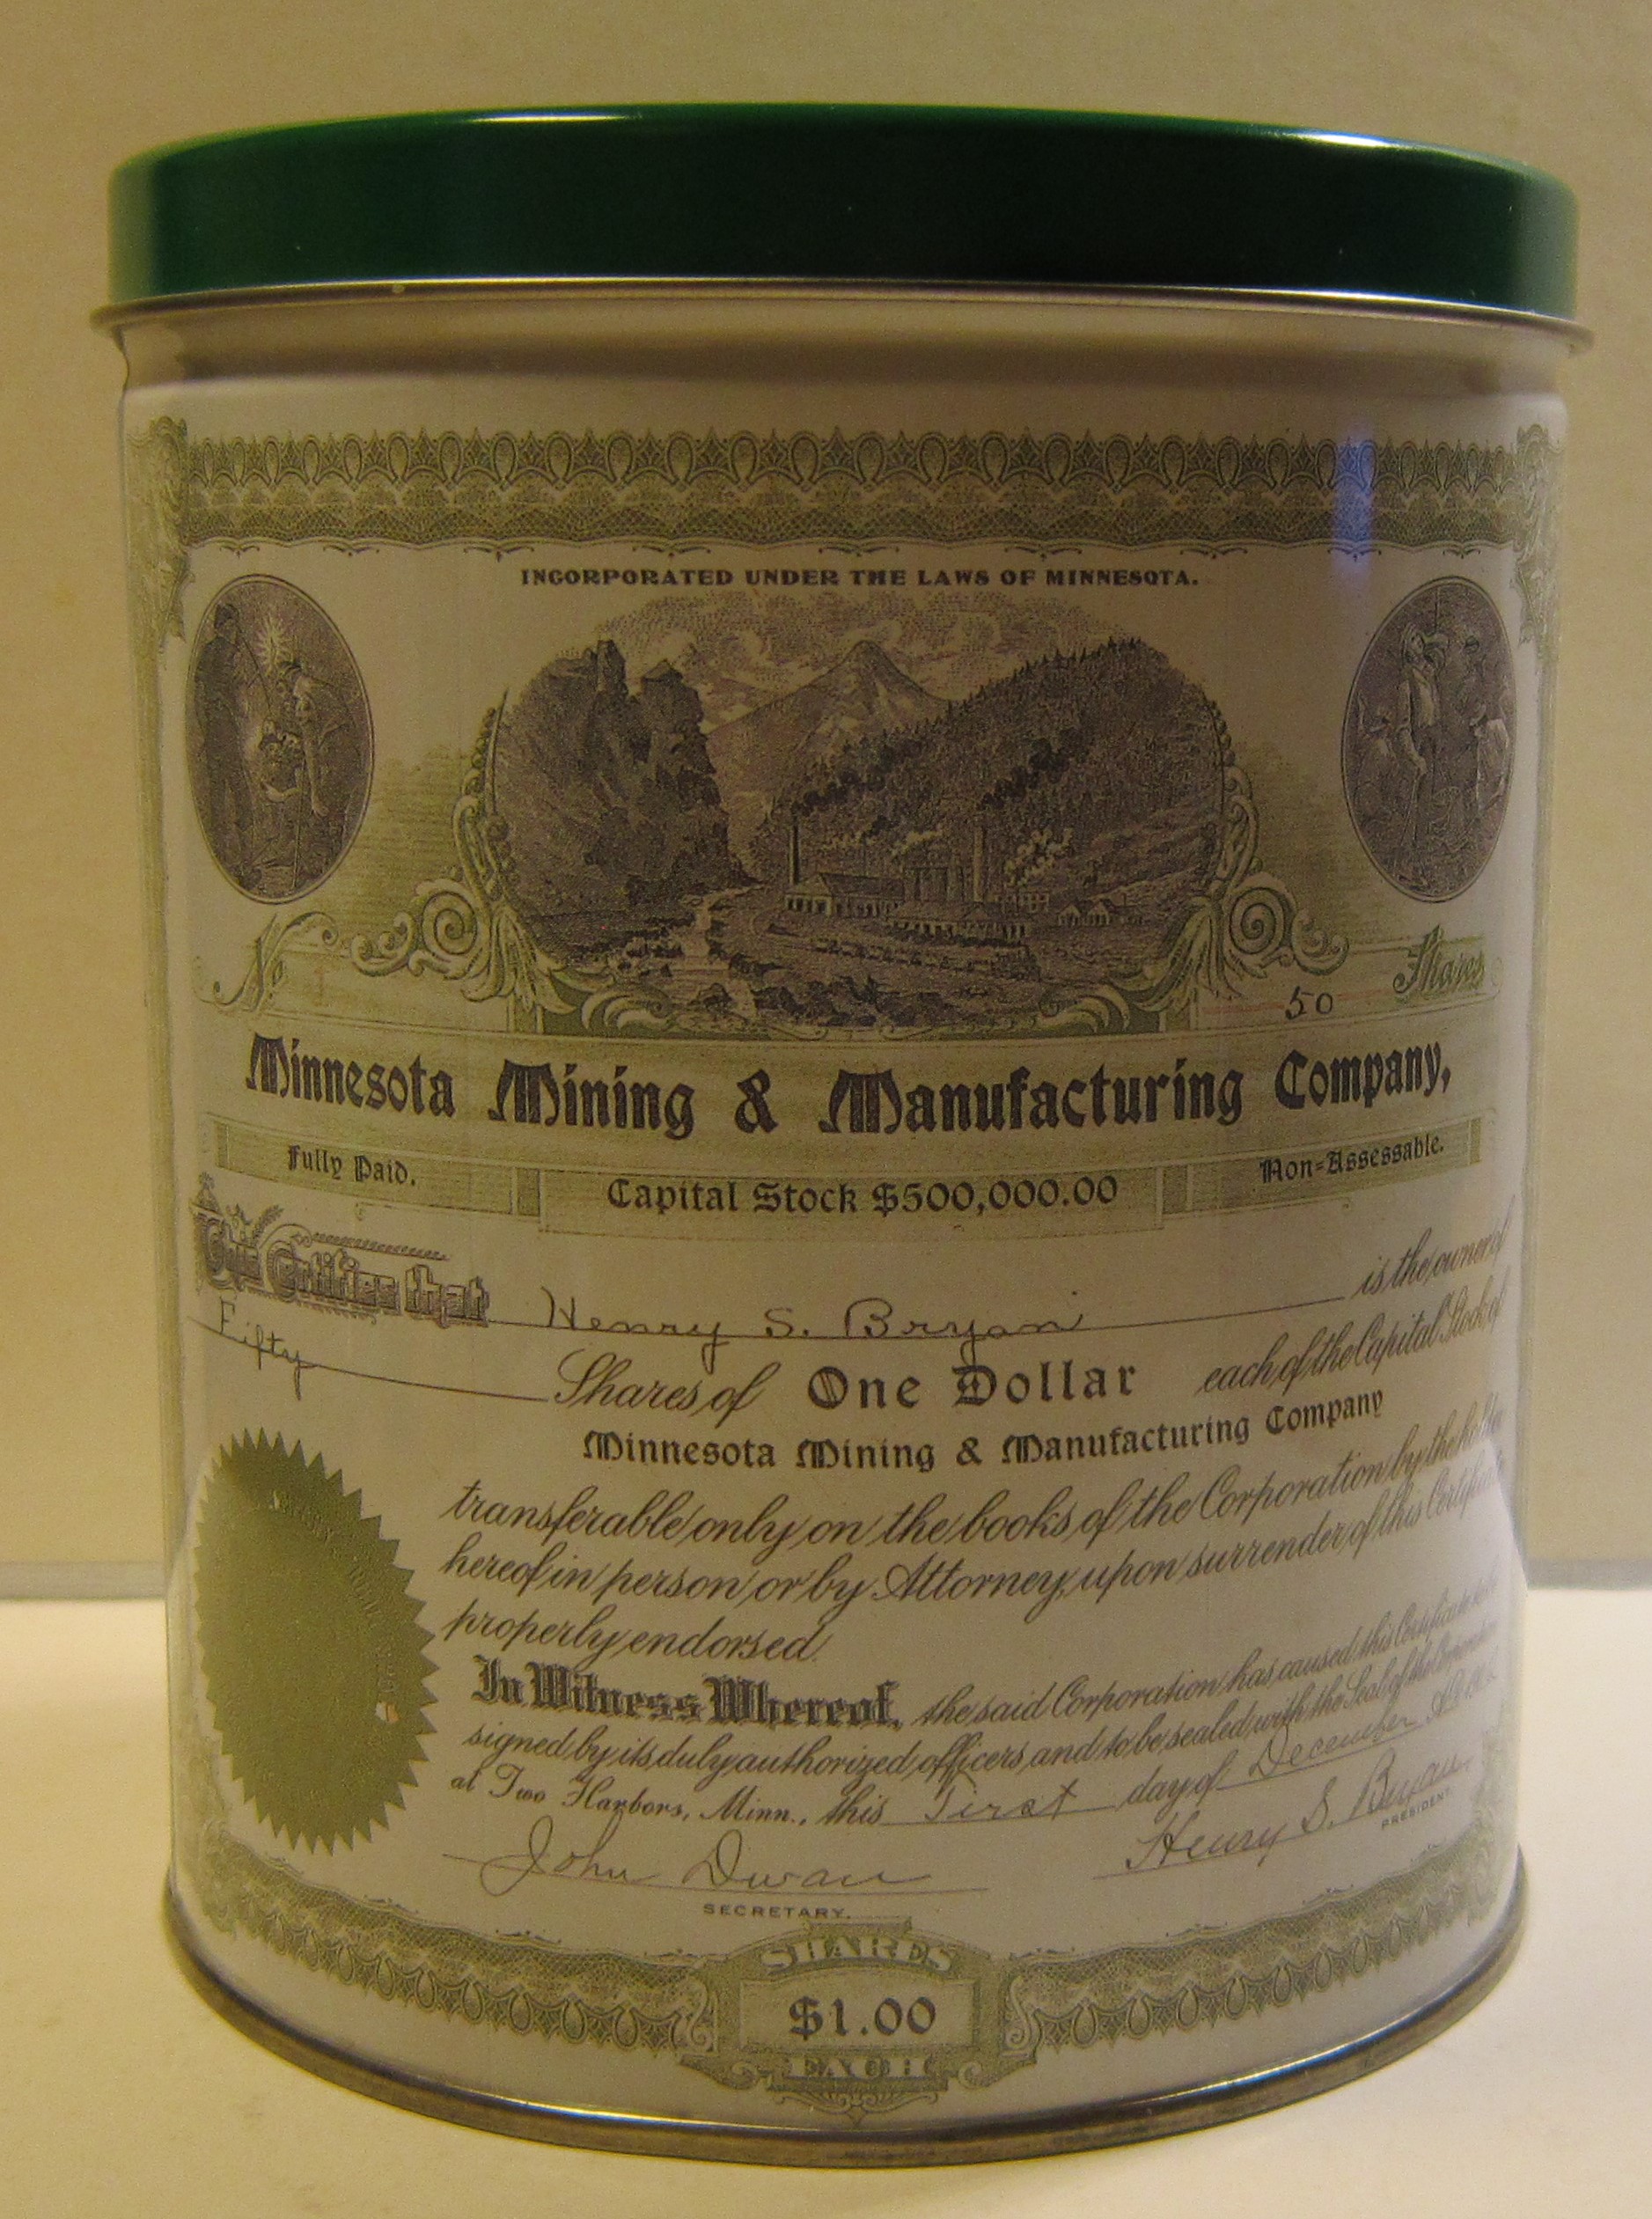 INCORPORATED UNDER THE LAWS OF MINNESOTA.
No. 1
50 Shares
Minnesota Mining & Manufacturing Company,
Fully Paid.
Capital Stock $500,000.00
Non-Assessable.
This Certifies that Henry S. Bryan is the owner of
Fifty Shares of One Dollar each of the Capital Stock of
Minnesota Mining & Manufacturing Company
transferable only on the books of the Corporation by the holder
hereof in person or by Attorney, upon surrender of this Certificate
properly endorsed.
In Witness Whereof, the said Corporation has caused this Certificate to be
signed by its duly authorized officers and to be sealed with the Seal of the Corporation
at Two Harbors, Minn., this First day of December
John Dwan
SECRETARY.
Henry S. Bryan
PRESIDENT
SHARES
$1.00
EACH